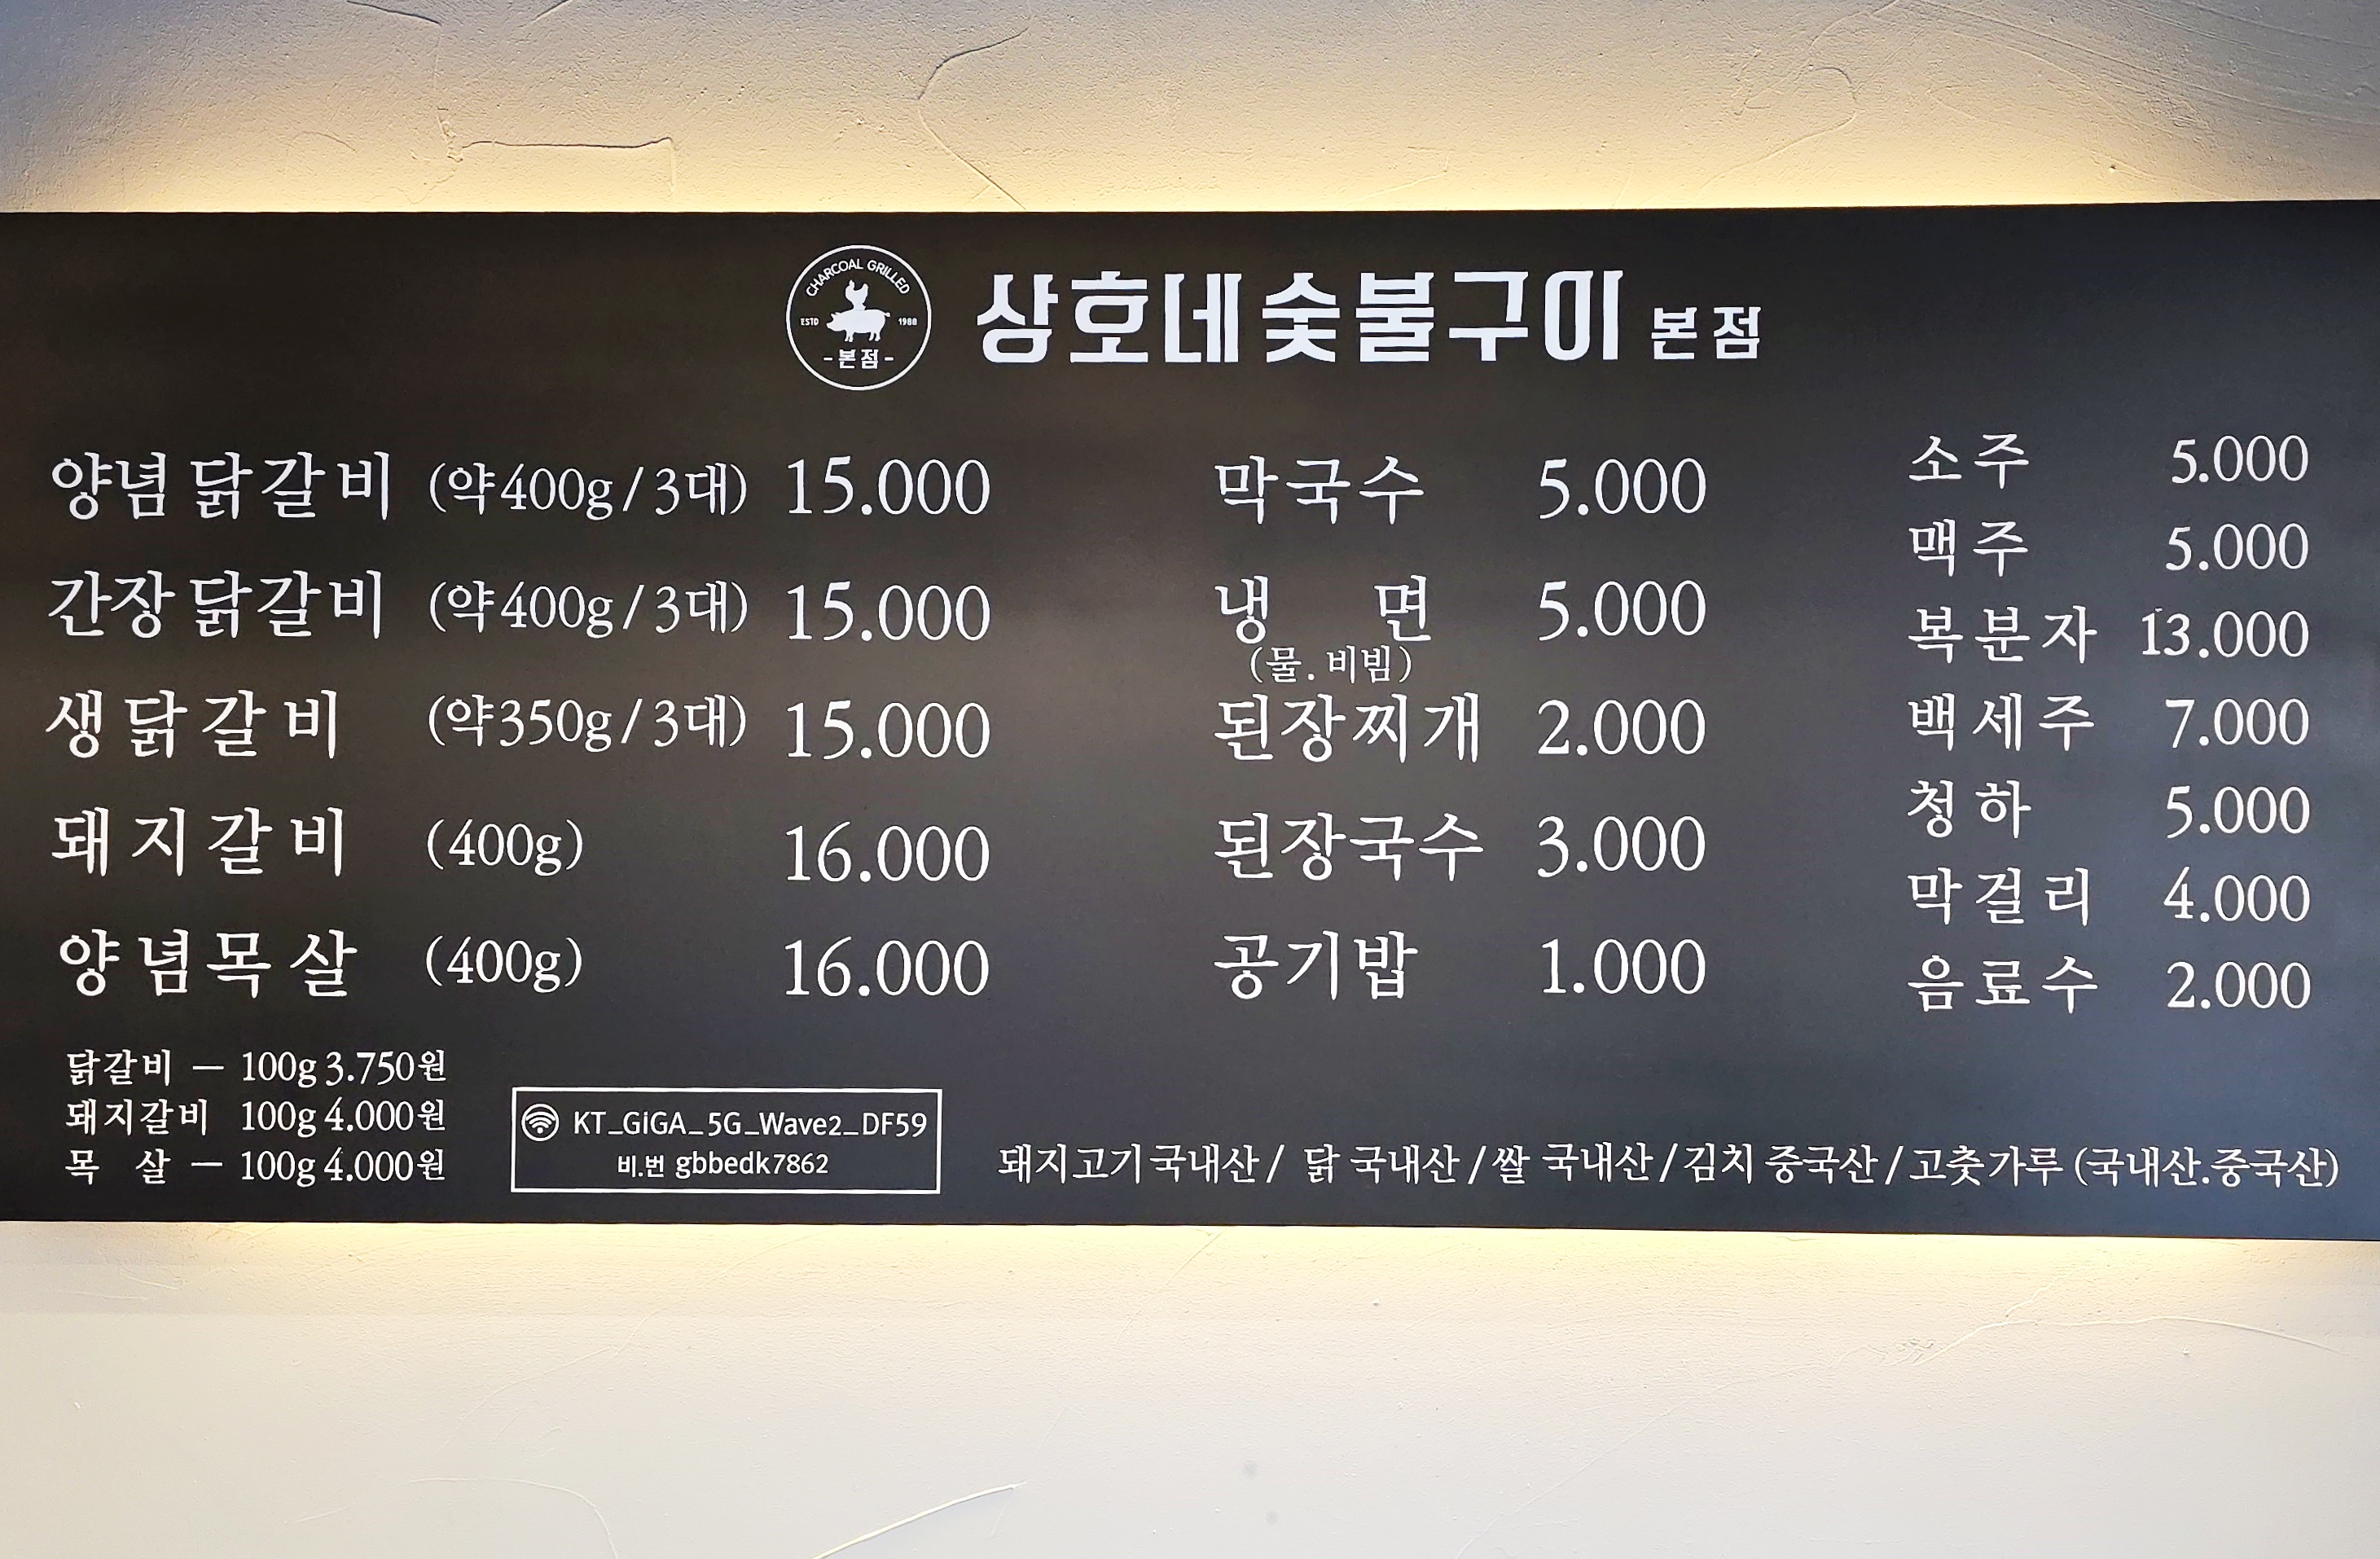 CHARCOAL GRILLED
ESTD 1988
-본점-
상호네숯불구이 본점
양념닭갈비 (약400g/3대) 15.000
간장닭갈비 (약400g/3대) 15.000
생닭갈비 (약350g/3대) 15.000
돼지갈비 (400g) 16.000
양념목살 (400g) 16.000
막국수 5.000
냉 면 5.000
(물.비빔)
된장찌개 2.000
된장국수 3.000
공기밥 1.000
소주 5.000
맥주 5.000
복분자 13.000
백세주 7.000
청하 5.000
막걸리 4.000
음료수 2.000
닭갈비 — 100g 3.750원
돼지갈비 100g 4.000원
목 살 — 100g 4.000원
KT_GiGA_5G_Wave2_DF59
비.번 gbbedk7862
돼지고기국내산/ 닭 국내산/쌀 국내산/김치 중국산/고춧가루 (국내산.중국산)